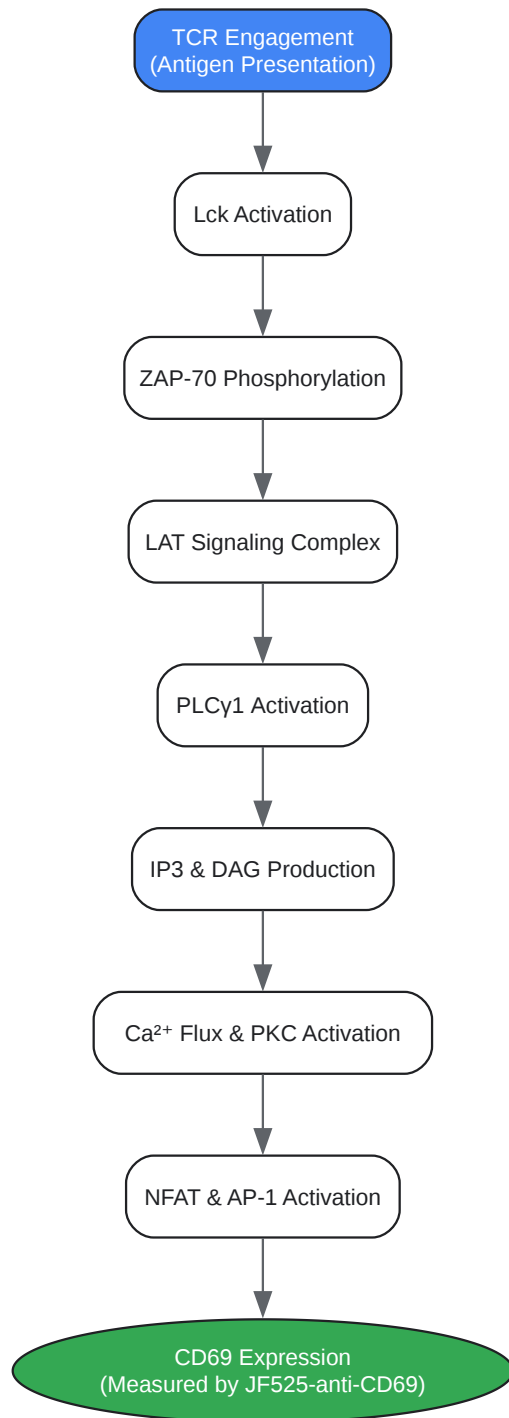 TCR Engagement
(Antigen Presentation)
Lck Activation
ZAP-70 Phosphorylation
LAT Signaling Complex
PLCγ1 Activation
IP3 & DAG Production
Ca²⁺ Flux & PKC Activation
NFAT & AP-1 Activation
CD69 Expression
(Measured by JF525-anti-CD69)